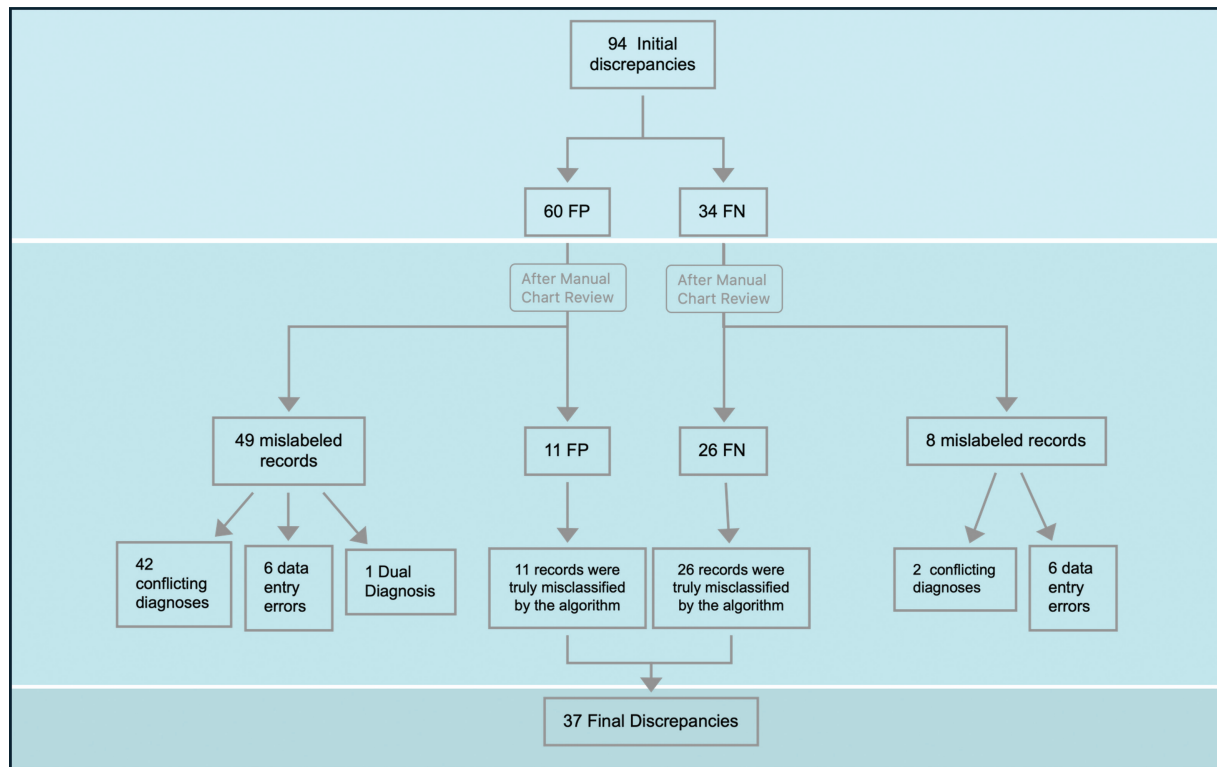 94 Initial
discrepancies
60 FP
34 FN
After Manual
Chart Review
After Manual
Chart Review
49 mislabeled
records
11 FP
26 FN
8 mislabeled records
42
conflicting
diagnoses
6 data
entry
errors
1 Dual
Diagnosis
11 records were
truly misclassified
by the algorithm
26 records were
truly misclassified
by the algorithm
2 conflicting
diagnoses
6 data
entry
errors
37 Final Discrepancies